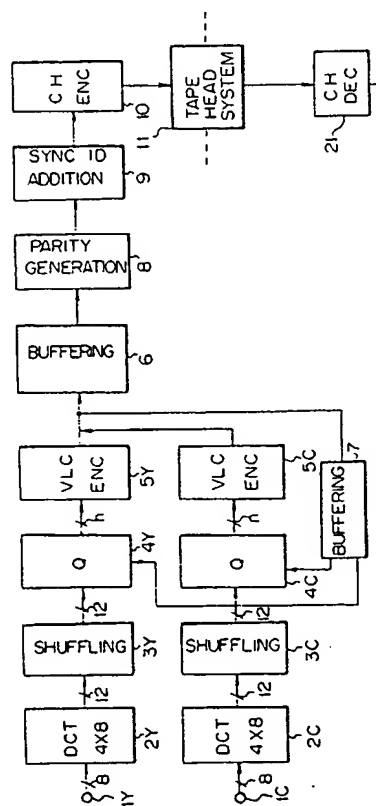 1Y
8
DCT
4X8
2Y
12
SHUFFLING
3Y
12
Q
4Y
n
VLC
ENC
5Y
BUFFERING
6
PARITY
GENERATION
8
SYNC ID
ADDITION
9
CH
ENC
10
TAPE
HEAD
SYSTEM
11
CH
DEC
21
1C
8
DCT
4X8
2C
12
SHUFFLING
3C
12
Q
4C
n
VLC
ENC
5C
BUFFERING
7